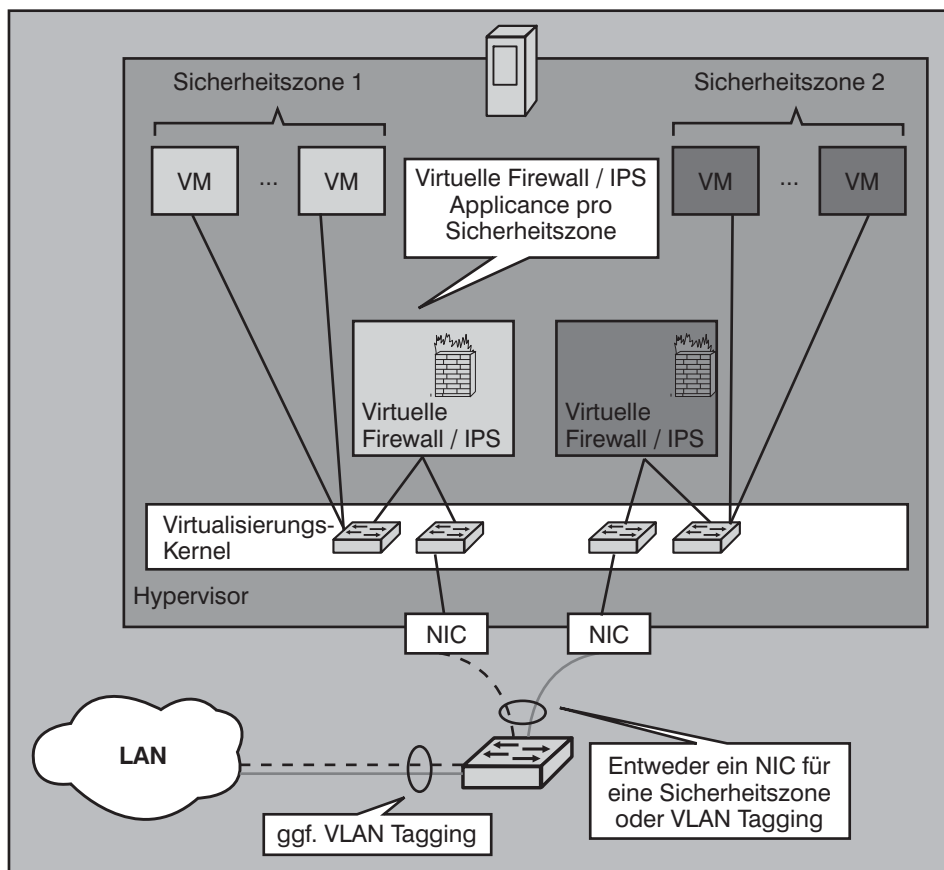 Sicherheitszone 1
Sicherheitszone 2
VM
...
VM
VM
...
VM
Virtuelle Firewall / IPS
Applicance pro
Sicherheitszone
Virtuelle
Firewall / IPS
Virtuelle
Firewall / IPS
Virtualisierungs-
Kernel
Hypervisor
NIC
NIC
LAN
Entweder ein NIC für
eine Sicherheitszone
oder VLAN Tagging
ggf. VLAN Tagging